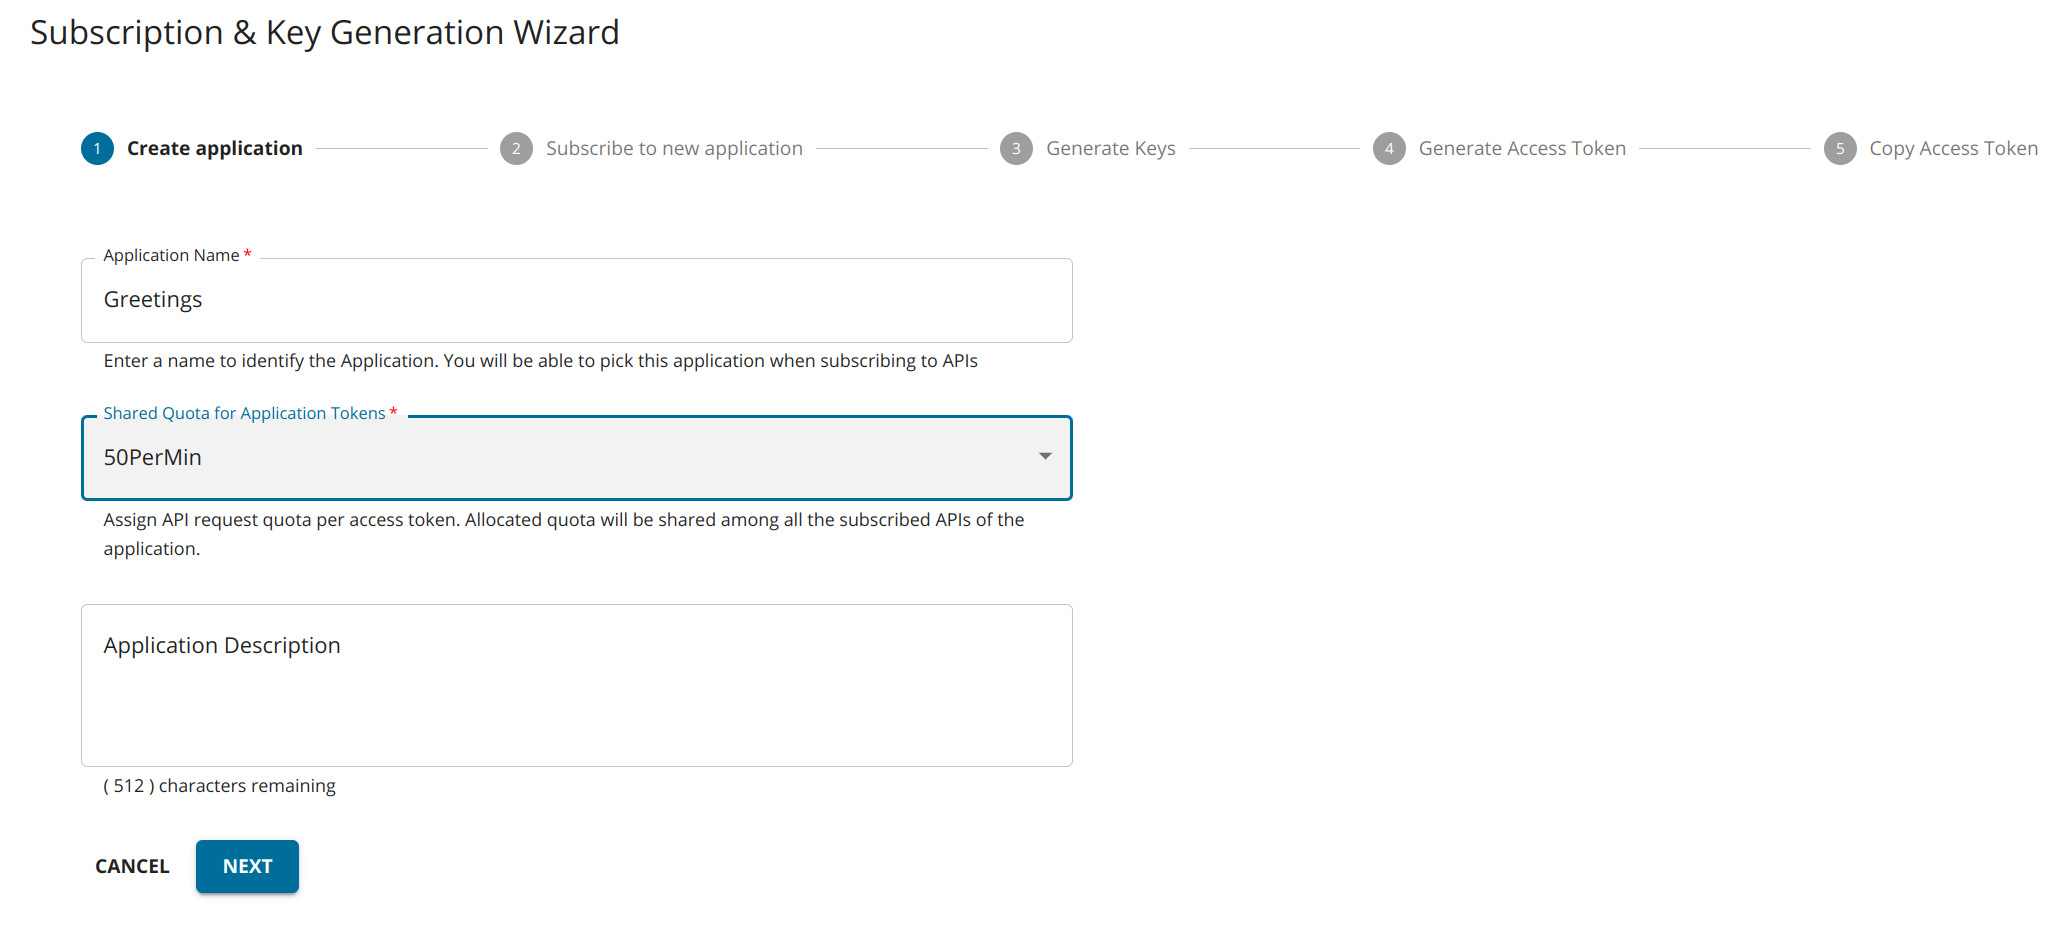 Subscription & Key Generation Wizard
1 Create application 2 Subscribe to new application 3 Generate Keys 4 Generate Access Token 5 Copy Access Token
Application Name *
Greetings
Enter a name to identify the Application. You will be able to pick this application when subscribing to APIs
Shared Quota for Application Tokens *
50PerMin
Assign API request quota per access token. Allocated quota will be shared among all the subscribed APIs of the
application.
Application Description
( 512 ) characters remaining
CANCEL NEXT